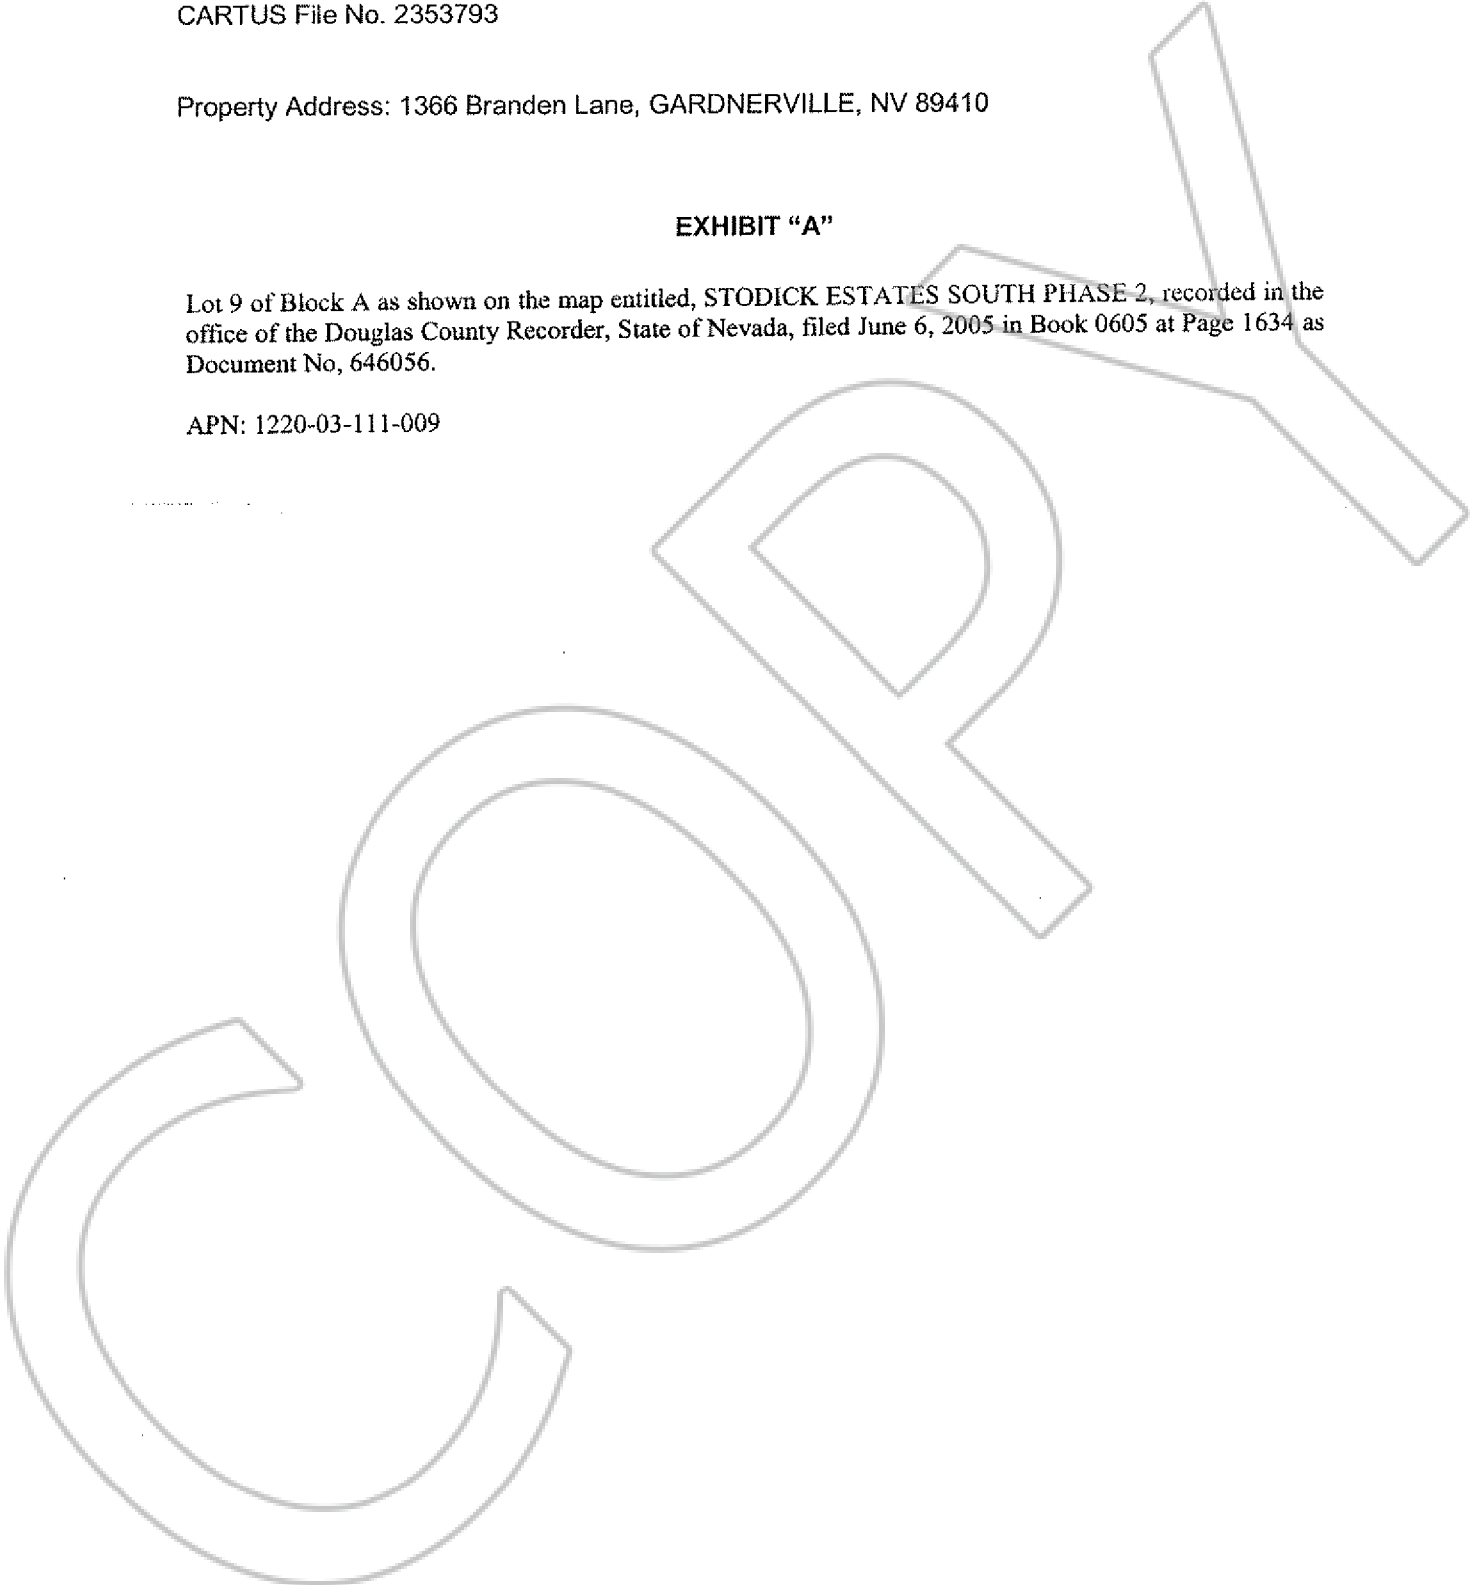 CARTUS File No. 2353793
Property Address: 1366 Branden Lane, GARDNERVILLE, NV 89410
EXHIBIT “A”
Lot 9 of Block A as shown on the map entitled, STODICK ESTATES SOUTH PHASE 2, recorded in the
office of the Douglas County Recorder, State of Nevada, filed June 6, 2005 in Book 0605 at Page 1634 as
Document No, 646056.
APN: 1220-03-111-009
COPY